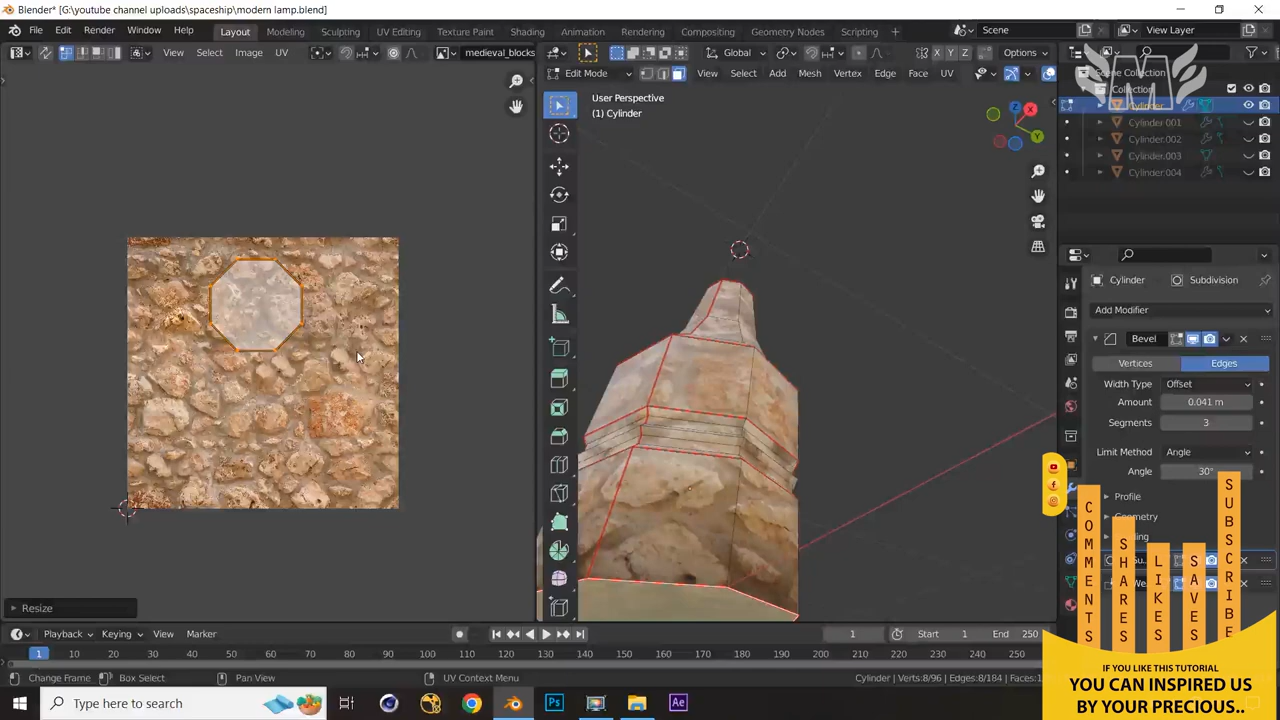 Blender* [G:\youtube channel uploads\spaceship\modern lamp.blend]
File Edit Render Window Help Layout Modeling Sculpting UV Editing Texture Paint Shading Animation Rendering Compositing Geometry Nodes Scripting Scene View Layer
View Select Image UV medieval_blocks Global Options
Edit Mode View Select Add Mesh Vertex Edge Face UV
Scene Collection
Collection
Cylinder
Cylinder.001
Cylinder.002
Cylinder.003
Cylinder.004
User Perspective
(1) Cylinder
X Y Z
X
Y
Z
M
Cylinder Subdivision
Add Modifier
Bevel
Vertices Edges
Width Type Offset
Amount 0.041 m
Segments 3
Limit Method Angle
Angle 30°
Profile
Geometry
COMMENTS
SHARES
LIKES
SAVES
SUBSCRIBE
Resize
Playback Keying View Marker 1 Start 1 End 250
1 10 20 30 40 50 60 70 80 90 100 110 120 130 140 150 160 170 180 190 200 210 220 230 240 250
Change Frame Box Select Pan View UV Context Menu Cylinder | Verts:8/96 | Edges:8/184 | Faces:1
Type here to search
Ps
Ae
IF YOU LIKE THIS TUTORIAL
YOU CAN INSPIRED US
BY YOUR PRECIOUS..